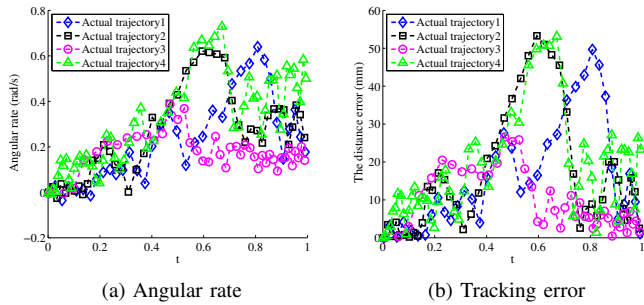 Actual trajectory1
Actual trajectory2
Actual trajectory3
Actual trajectory4
Angular rate (rad/s)
0.8
0.6
0.4
0.2
0
−0.2
0 0.2 0.4 0.6 0.8 1
t
(a) Angular rate
Actual trajectory1
Actual trajectory2
Actual trajectory3
Actual trajectory4
The distance error (mm)
60
50
40
30
20
10
0
0 0.2 0.4 0.6 0.8 1
t
(b) Tracking error